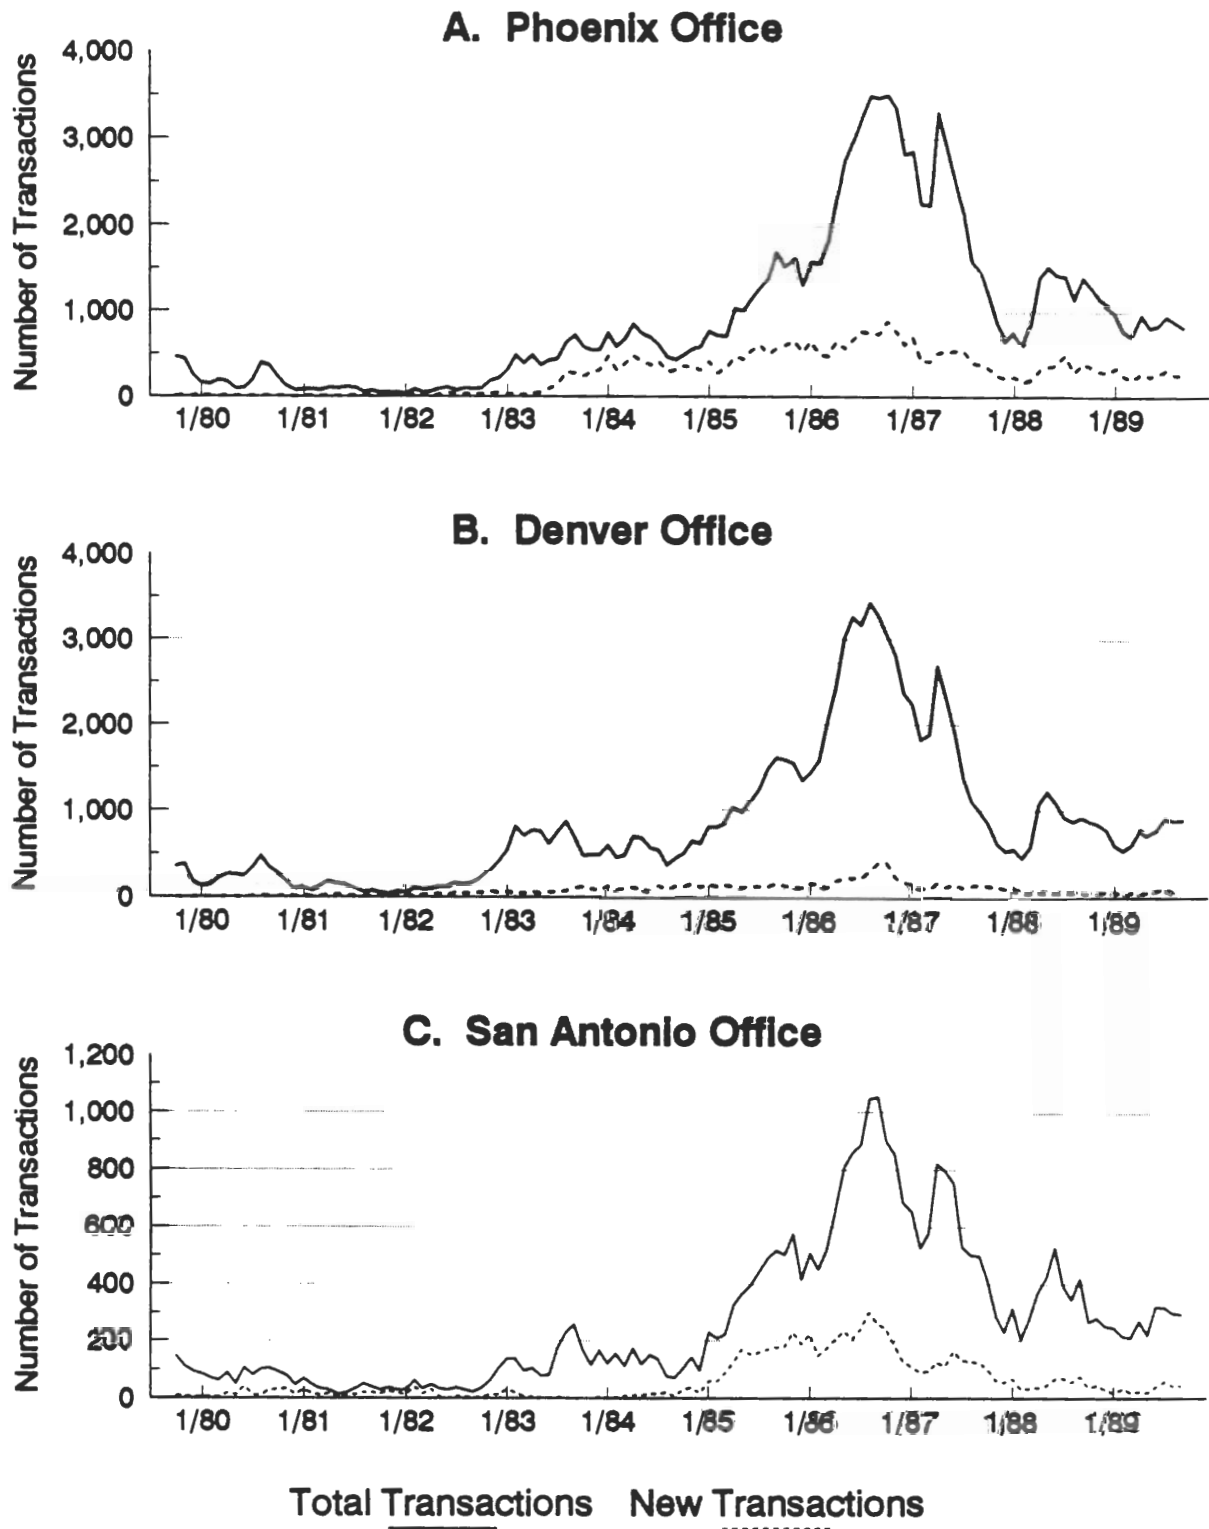 A. Phoenix Office
Number of Transactions
4,000
3,000
2,000
1,000
0
1/80 1/81 1/82 1/83 1/84 1/85 1/86 1/87 1/88 1/89
B. Denver Office
Number of Transactions
4,000
3,000
2,000
1,000
0
1/80 1/81 1/82 1/83 1/84 1/85 1/86 1/87 1/88 1/89
C. San Antonio Office
Number of Transactions
1,200
1,000
800
600
400
200
0
1/80 1/81 1/82 1/83 1/84 1/85 1/86 1/87 1/88 1/89
Total Transactions New Transactions